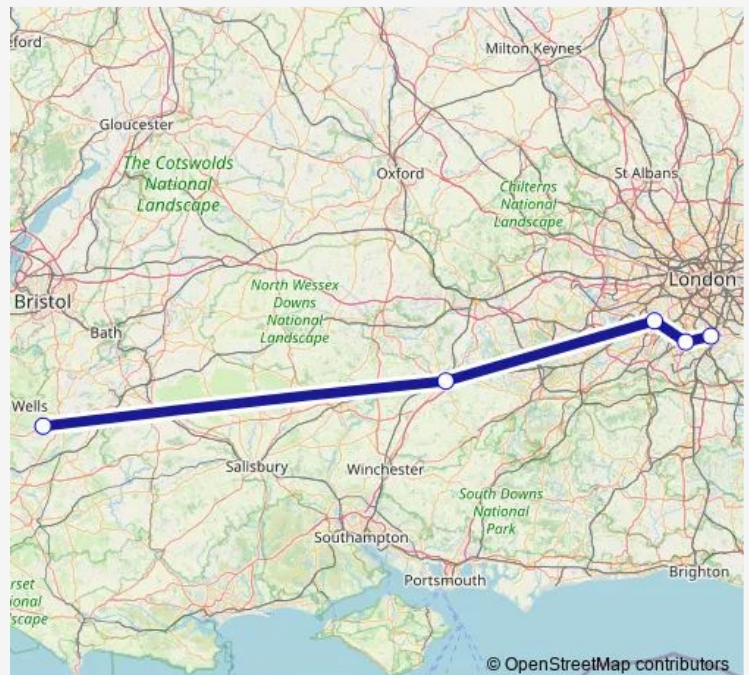 eford
Milton Keynes
Gloucester
The Cotswolds
National
Landscape
Oxford
St Albans
Chilterns
National
Landscape
London
North Wessex
Downs
National
Landscape
Bristol
Bath
Wells
Salisbury
Winchester
South Downs
National
Park
Southampton
Portsmouth
Brighton
rset
ional
scape
© OpenStreetMap contributors